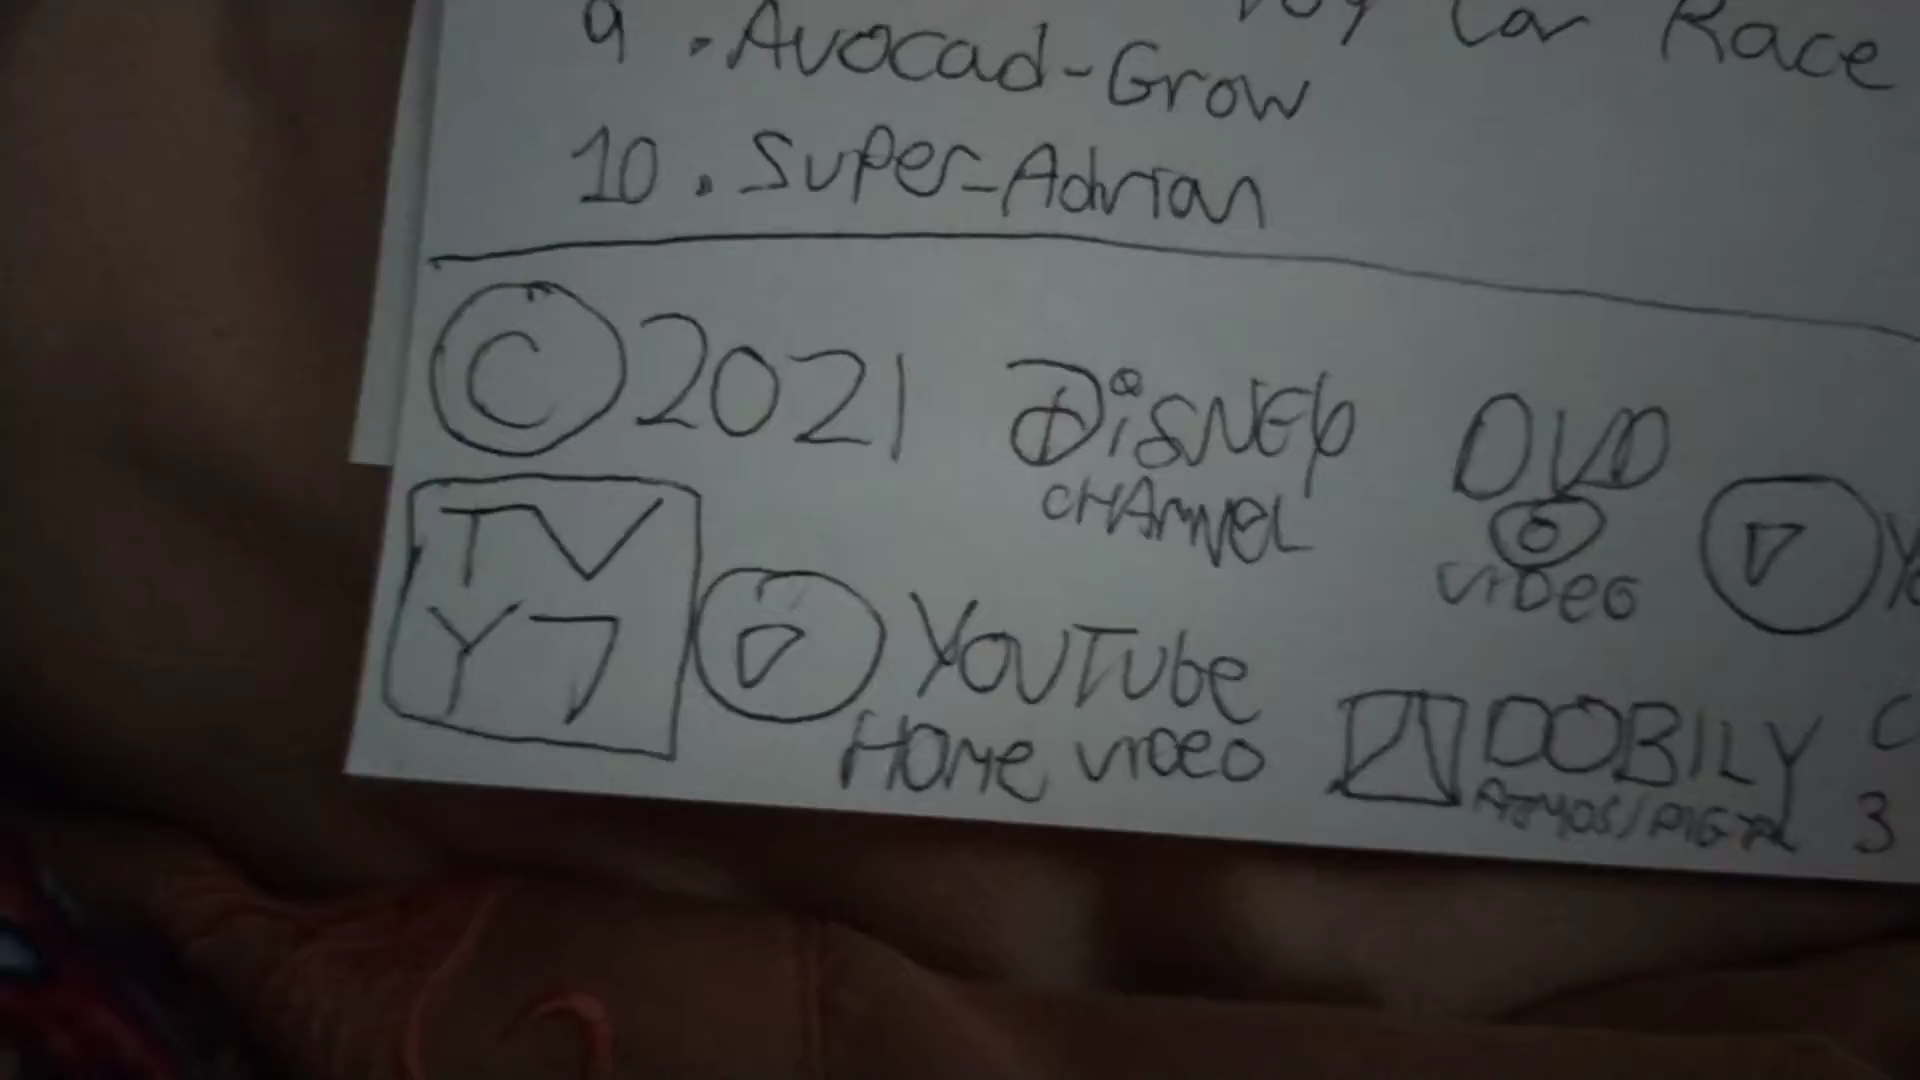 Car Race
9. Avocad-Grow
10. Super-Adrian
© 2021 DiSNEY CHANNEL DVD VIDEO
TV Y7
YouTube HOME VIDEO
DOBILY
3